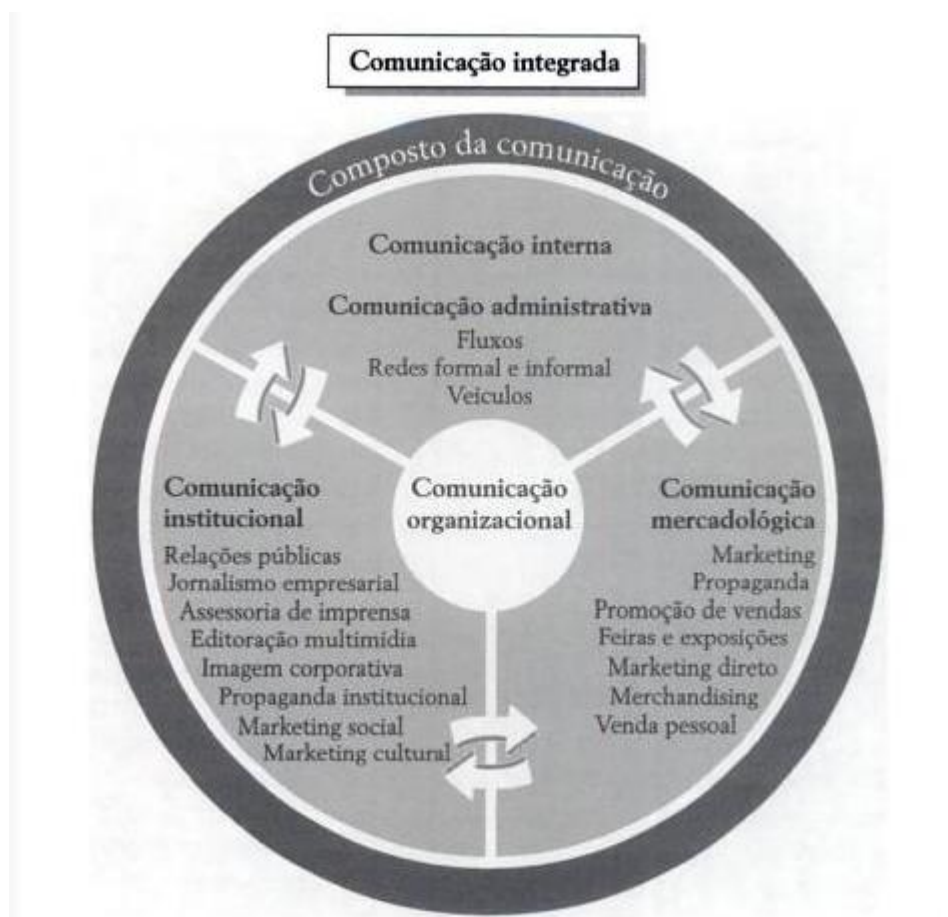 Comunicação integrada
Composto da comunicação
Comunicação interna
Comunicação administrativa
Fluxos
Redes formal e informal
Veículos
Comunicação
institucional
Relações públicas
Jornalismo empresarial
Assessoria de imprensa
Editoração multimídia
Imagem corporativa
Propaganda institucional
Marketing social
Marketing cultural
Comunicação
organizacional
Comunicação
mercadológica
Marketing
Propaganda
Promoção de vendas
Feiras e exposições
Marketing direto
Merchandising
Venda pessoal